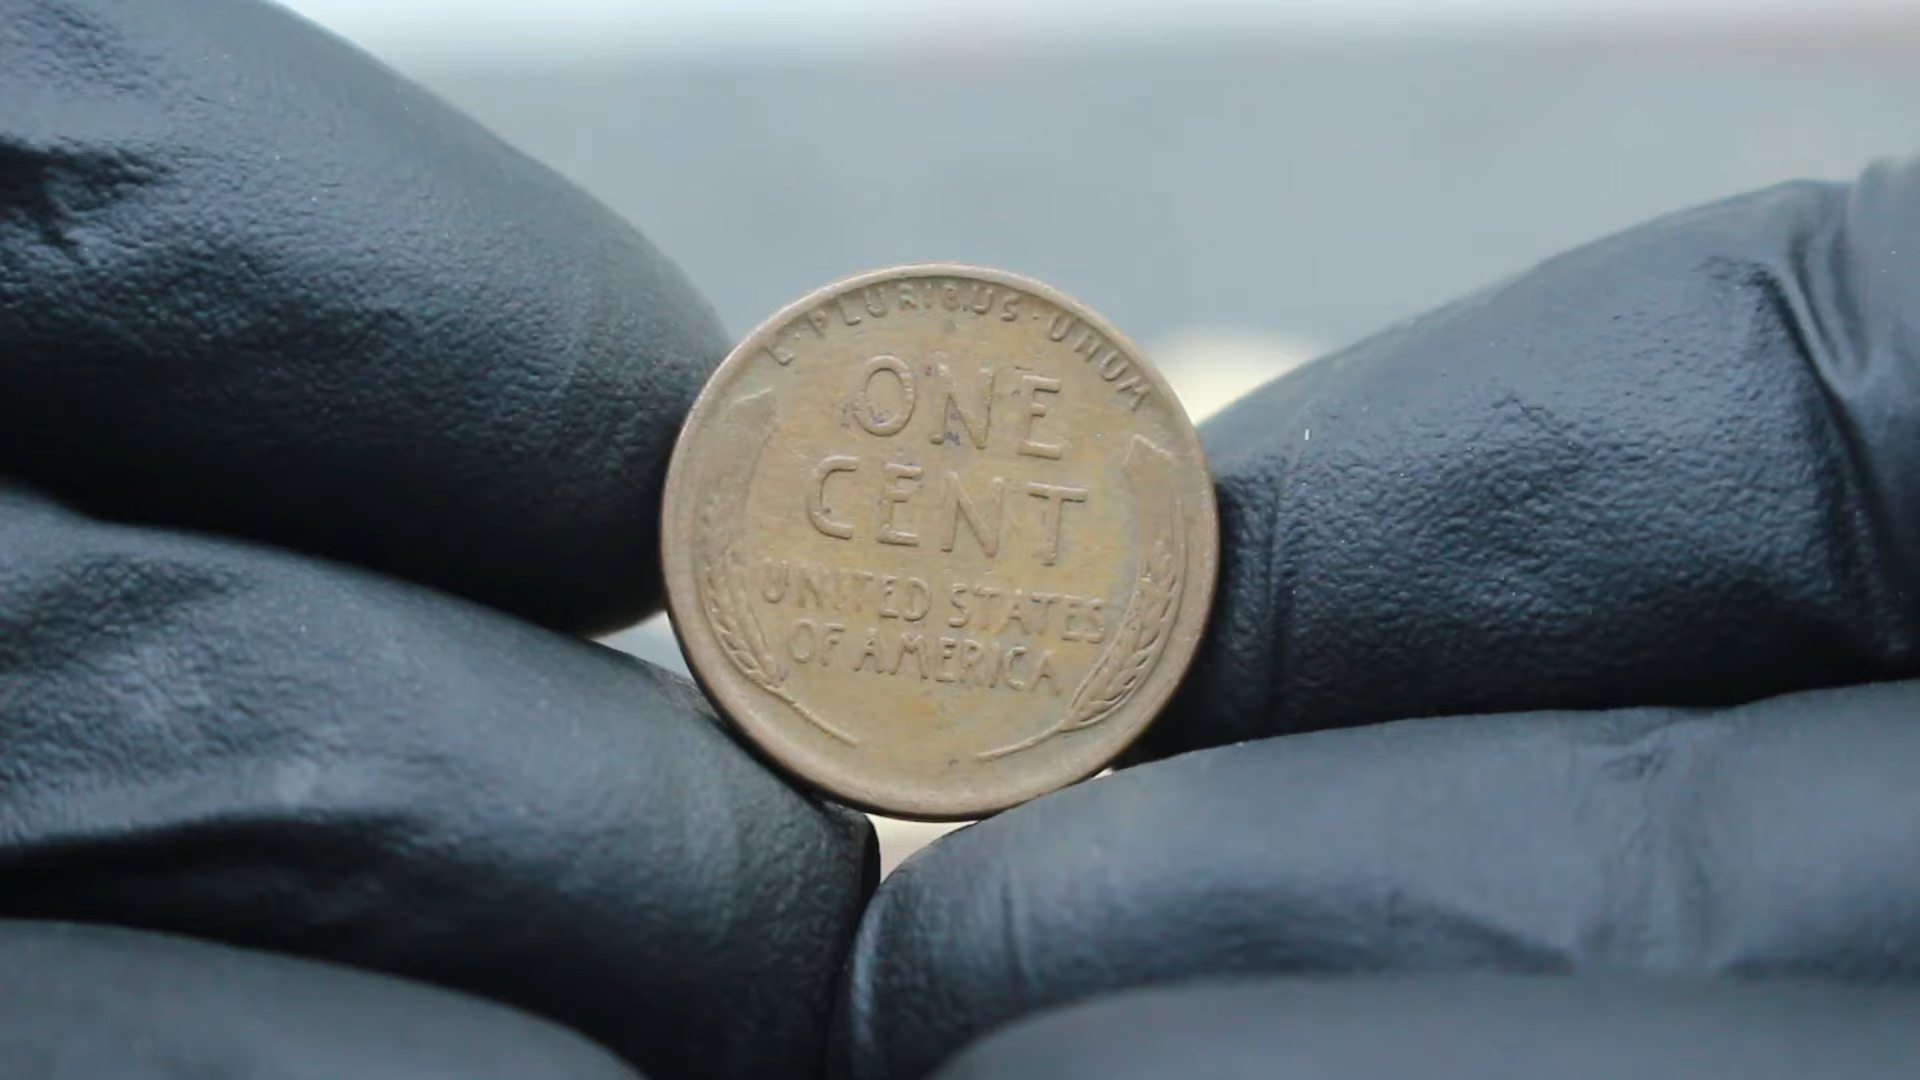 E·PLURIBUS·UNUM
ONE
CENT
UNITED STATES
OF AMERICA